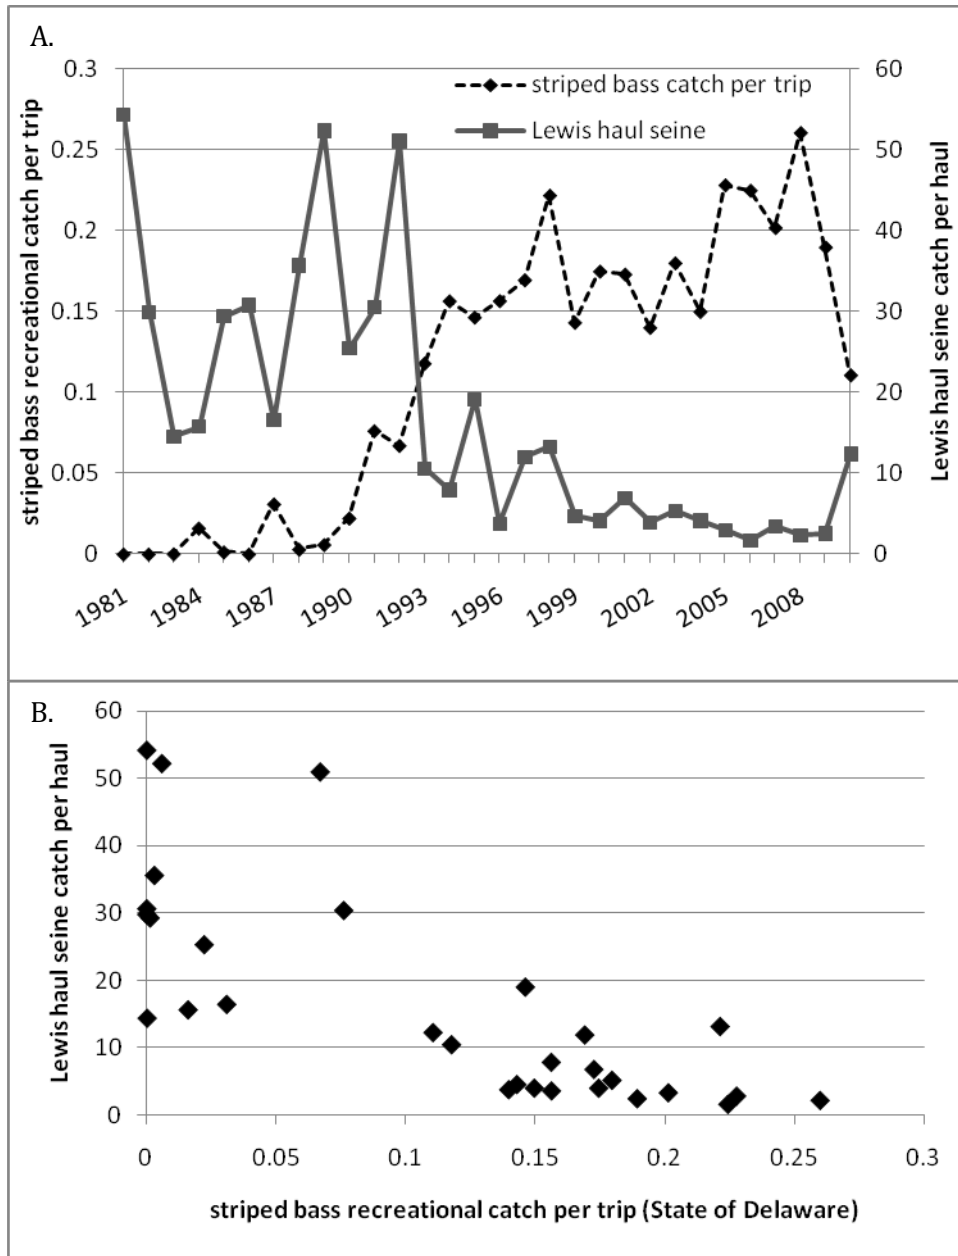 A.
striped bass recreational catch per trip
0.3
0.25
0.2
0.15
0.1
0.05
0
striped bass catch per trip
Lewis haul seine
60
50
40
30
20
10
0
Lewis haul seine catch per haul
1981 1984 1987 1990 1993 1996 1999 2002 2005 2008
B.
Lewis haul seine catch per haul
60
50
40
30
20
10
0
0 0.05 0.1 0.15 0.2 0.25 0.3
striped bass recreational catch per trip (State of Delaware)